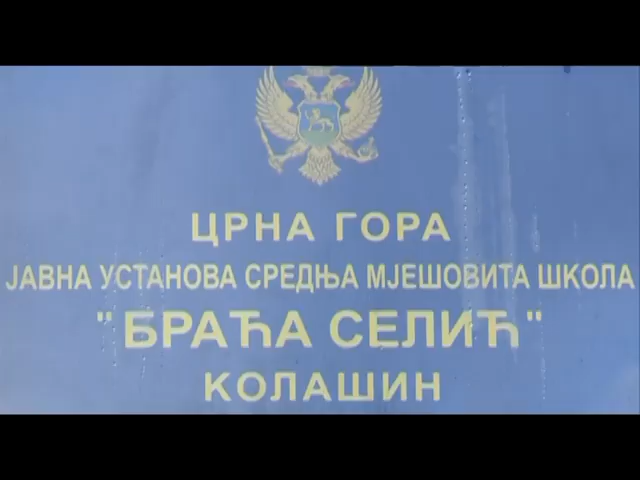 ЦРНА ГОРА
ЈАВНА УСТАНОВА СРЕДЊА МЈЕШОВИТА ШКОЛА
"БРАЋА СЕЛИЋ"
КОЛАШИН